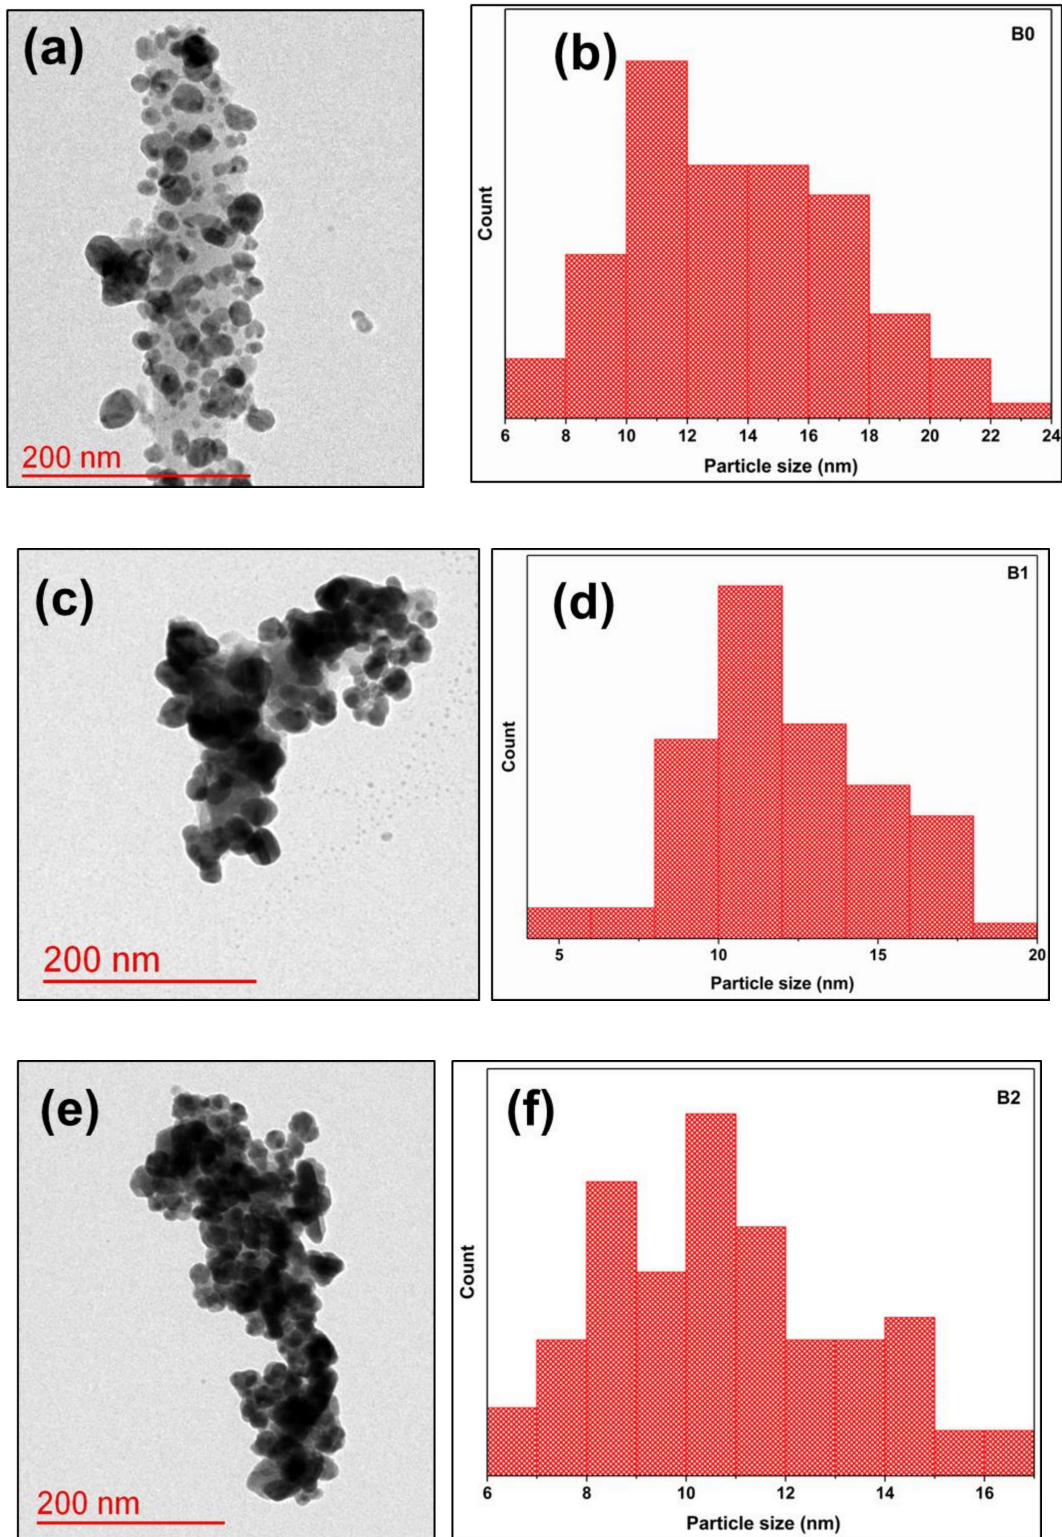 (a)
200 nm
(b)
B0
Count
6 8 10 12 14 16 18 20 22 24
Particle size (nm)
(c)
200 nm
(d)
B1
Count
5 10 15 20
Particle size (nm)
(e)
200 nm
(f)
B2
Count
6 8 10 12 14 16
Particle size (nm)